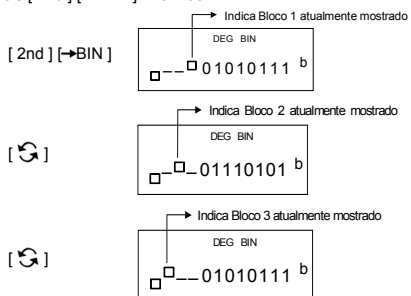 Indica Bloco 1 atualmente mostrado
[ 2nd ] [→BIN ]
DEG BIN
01010111 b
Indica Bloco 2 atualmente mostrado
[ ]
DEG BIN
01110101 b
Indica Bloco 3 atualmente mostrado
[ ]
DEG BIN
01010111 b